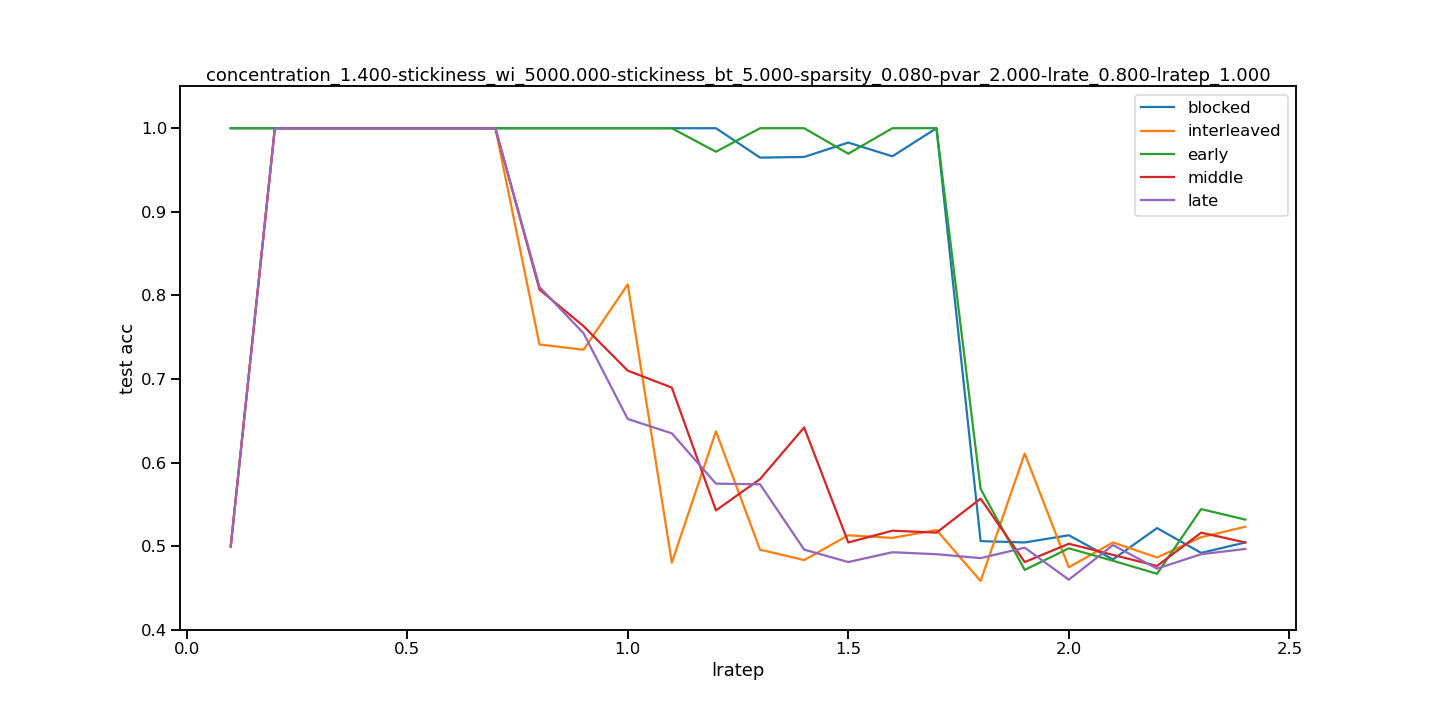 concentration_1.400-stickiness_wi_5000.000-stickiness_bt_5.000-sparsity_0.080-pvar_2.000-lrate_0.800-lratep_1.000
blocked
interleaved
early
middle
late
1.0
0.9
0.8
0.7
0.6
0.5
0.4
test acc
0.0 0.5 1.0 1.5 2.0 2.5
lratep